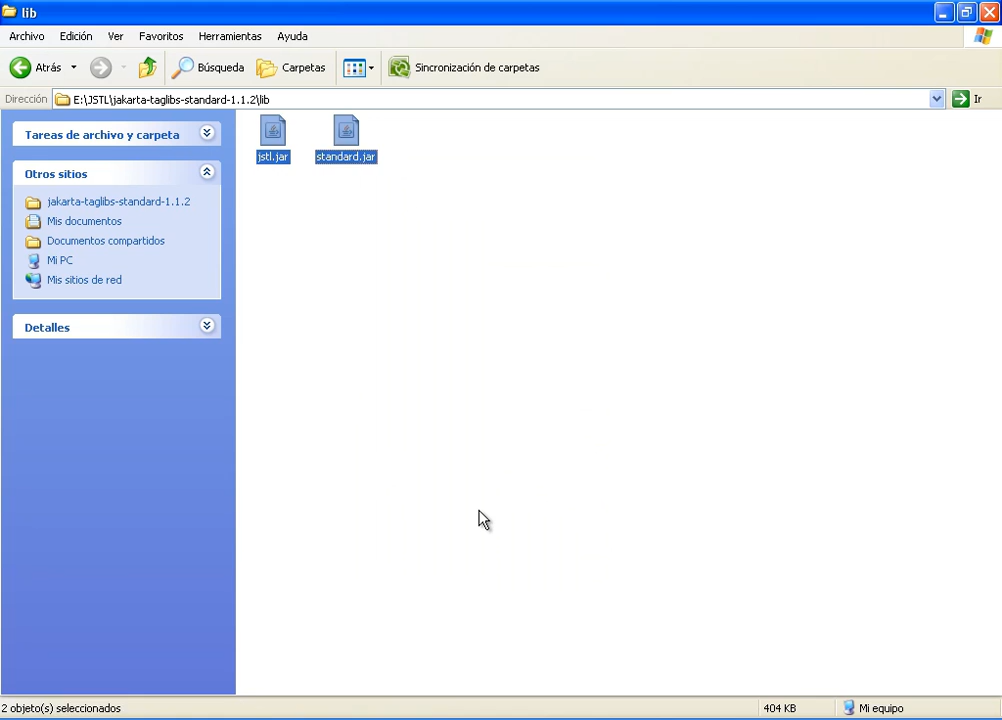 lib
Archivo Edición Ver Favoritos Herramientas Ayuda
Atrás Búsqueda Carpetas Sincronización de carpetas
Dirección E:\JSTL\jakarta-taglibs-standard-1.1.2\lib Ir
Tareas de archivo y carpeta
Otros sitios
jakarta-taglibs-standard-1.1.2
Mis documentos
Documentos compartidos
Mi PC
Mis sitios de red
Detalles
jstl.jar standard.jar
2 objeto(s) seleccionados 404 KB Mi equipo